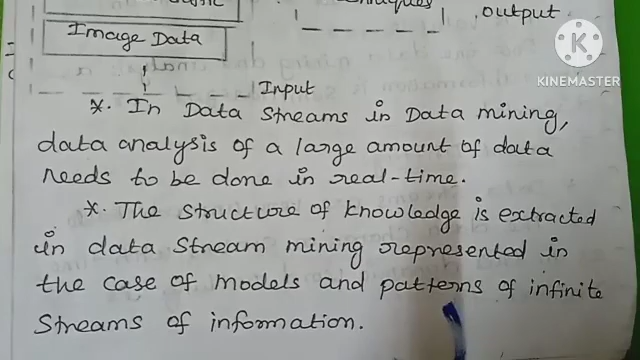 output
Image Data
Input
KINEMASTER
*. In Data Streams in Data mining,
data analysis of a large amount of data
needs to be done in real-time.
*. The structure of knowledge is extracted
in data stream mining represented in
the case of models and patterns of infinite
streams of information.